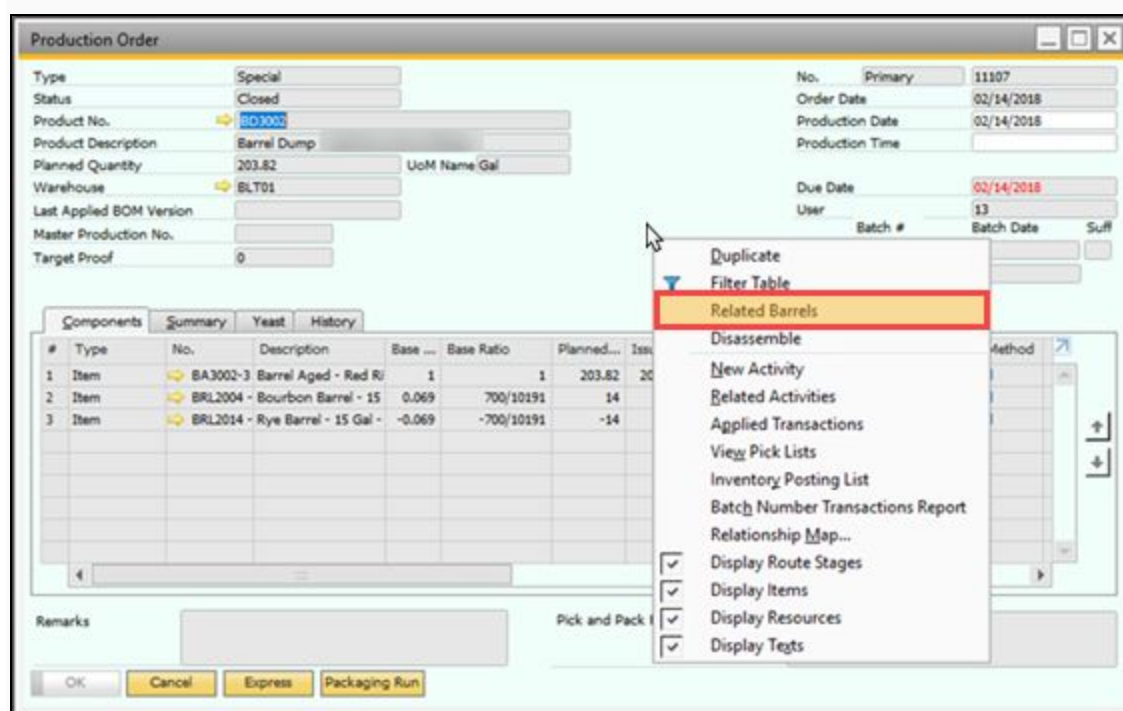 Production Order
Type Special No. Primary 11107
Status Closed Order Date 02/14/2018
Product No. BD3002 Production Date 02/14/2018
Product Description Barrel Dump Production Time
Planned Quantity 203.82 UoM Name Gal
Warehouse BLT01 Due Date 02/14/2018
Last Applied BOM Version User 13
Master Production No. Batch # Batch Date Suff
Target Proof 0
Duplicate
Filter Table
Related Barrels
Disassemble
New Activity
Related Activities
Applied Transactions
View Pick Lists
Inventory Posting List
Batch Number Transactions Report
Relationship Map...
Display Route Stages
Display Items
Display Resources
Display Texts
Components Summary Yeast History
# Type No. Description Base ... Base Ratio Planned... Issu Method
1 Item BA3002-3 Barrel Aged - Red Ri 1 1 203.82 20
2 Item BRL2004 - Bourbon Barrel - 15 0.069 700/10191 14
3 Item BRL2014 - Rye Barrel - 15 Gal - -0.069 -700/10191 -14
Remarks Pick and Pack
OK Cancel Express Packaging Run